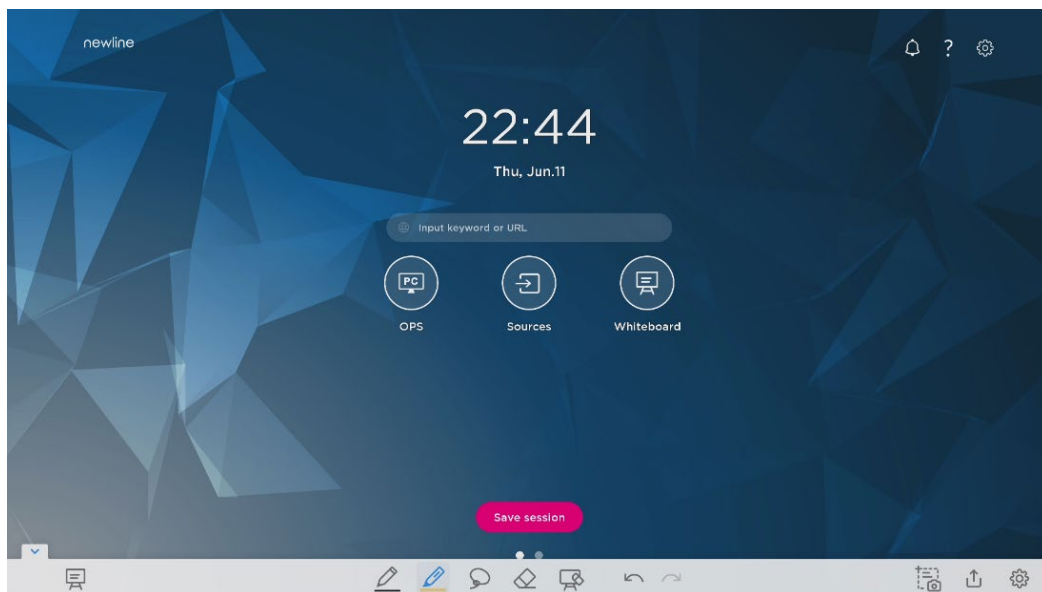 newline
?
22:44
Thu, Jun.11
Input keyword or URL
PC
OPS
Sources
Whiteboard
Save session